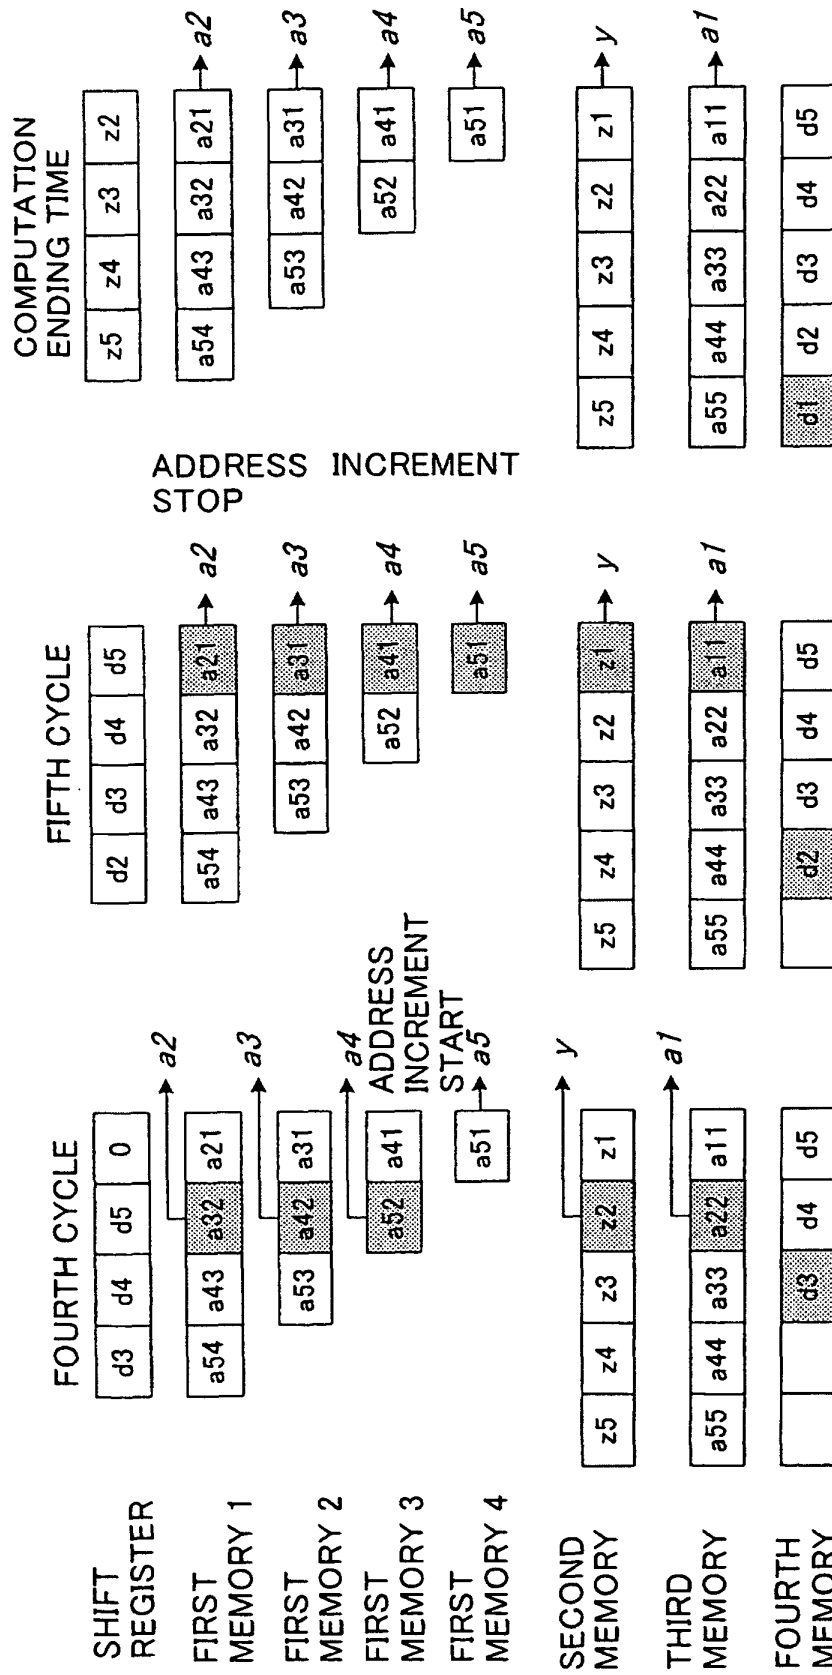 FOURTH CYCLE
FIFTH CYCLE
COMPUTATION
ENDING TIME
SHIFT
REGISTER
d3 d4 d5 0
d2 d3 d4 d5
z5 z4 z3 z2
a2
a2
a2
FIRST
MEMORY 1
a54 a43 a32 a21
a54 a43 a32 a21
a54 a43 a32 a21
ADDRESS INCREMENT
STOP
a3
a3
a3
FIRST
MEMORY 2
a53 a42 a31
a53 a42 a31
a53 a42 a31
a4
a4
a4
FIRST
MEMORY 3
a52 a41
a52 a41
a52 a41
ADDRESS
INCREMENT
START
a5
a5
a5
FIRST
MEMORY 4
a51
a51
a51
y
y
y
SECOND
MEMORY
z5 z4 z3 z2 z1
z5 z4 z3 z2 z1
z5 z4 z3 z2 z1
a1
a1
a1
THIRD
MEMORY
a55 a44 a33 a22 a11
a55 a44 a33 a22 a11
a55 a44 a33 a22 a11
FOURTH
MEMORY
d3 d4 d5
d2 d3 d4 d5
d1 d2 d3 d4 d5